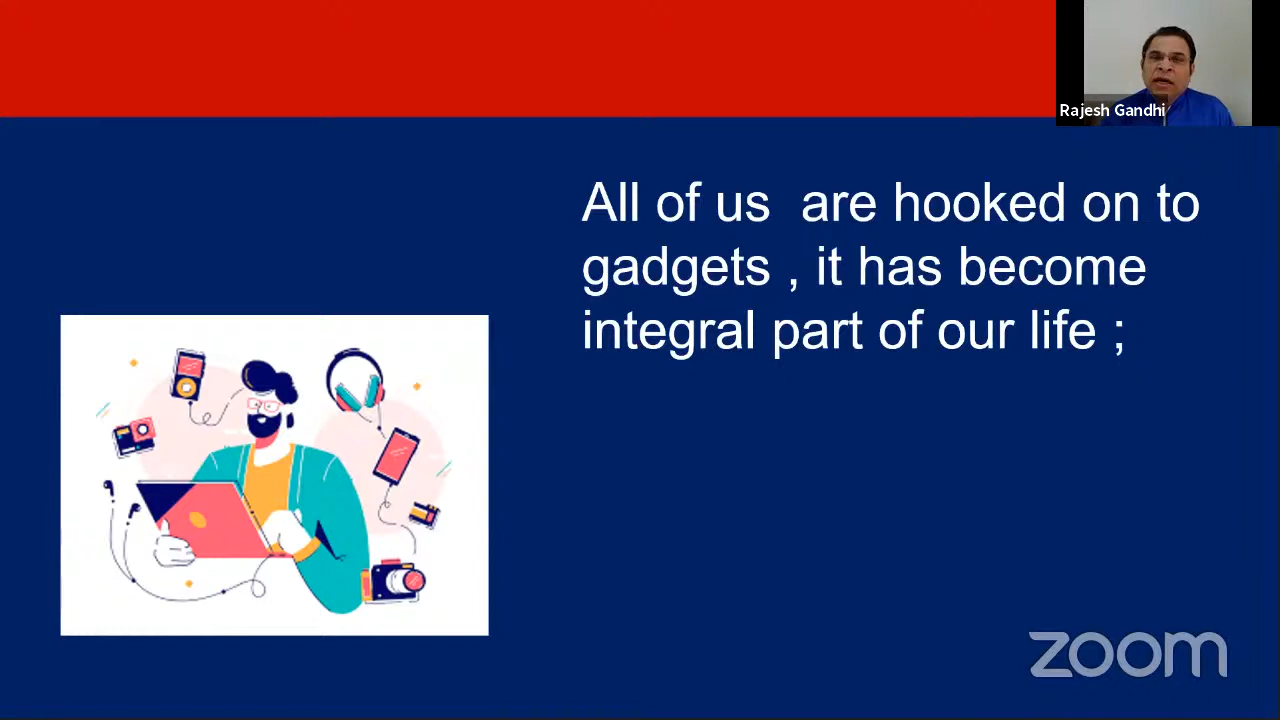 Rajesh Gandhi
All of us  are hooked on to
gadgets , it has become
integral part of our life ;
zoom